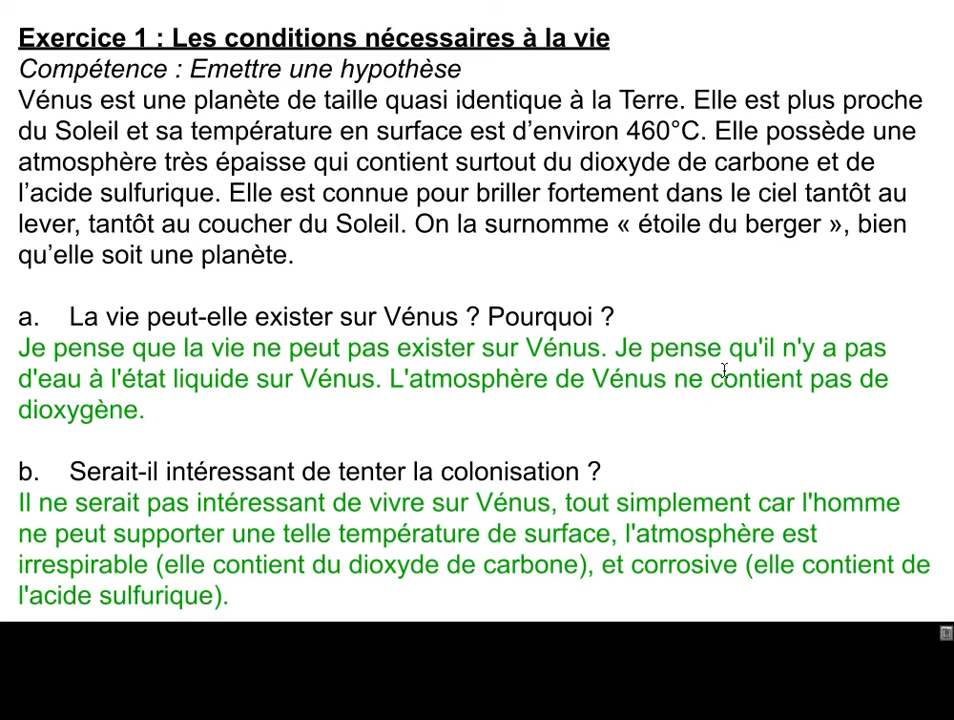 Exercice 1 : Les conditions nécessaires à la vie
Compétence : Emettre une hypothèse
Vénus est une planète de taille quasi identique à la Terre. Elle est plus proche
du Soleil et sa température en surface est d’environ 460°C. Elle possède une
atmosphère très épaisse qui contient surtout du dioxyde de carbone et de
l’acide sulfurique. Elle est connue pour briller fortement dans le ciel tantôt au
lever, tantôt au coucher du Soleil. On la surnomme « étoile du berger », bien
qu’elle soit une planète.
a. La vie peut-elle exister sur Vénus ? Pourquoi ?
Je pense que la vie ne peut pas exister sur Vénus. Je pense qu'il n'y a pas
d'eau à l'état liquide sur Vénus. L'atmosphère de Vénus ne contient pas de
dioxygène.
b. Serait-il intéressant de tenter la colonisation ?
Il ne serait pas intéressant de vivre sur Vénus, tout simplement car l'homme
ne peut supporter une telle température de surface, l'atmosphère est
irrespirable (elle contient du dioxyde de carbone), et corrosive (elle contient de
l'acide sulfurique).